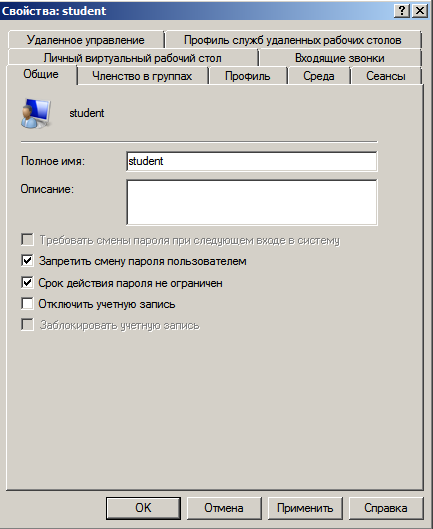 Свойства: student
Удаленное управление
Профиль служб удаленных рабочих столов
Личный виртуальный рабочий стол
Входящие звонки
Общие
Членство в группах
Профиль
Среда
Сеансы
student
Полное имя:
student
Описание:
Требовать смены пароля при следующем входе в систему
Запретить смену пароля пользователем
Срок действия пароля не ограничен
Отключить учетную запись
Заблокировать учетную запись
OK
Отмена
Применить
Справка